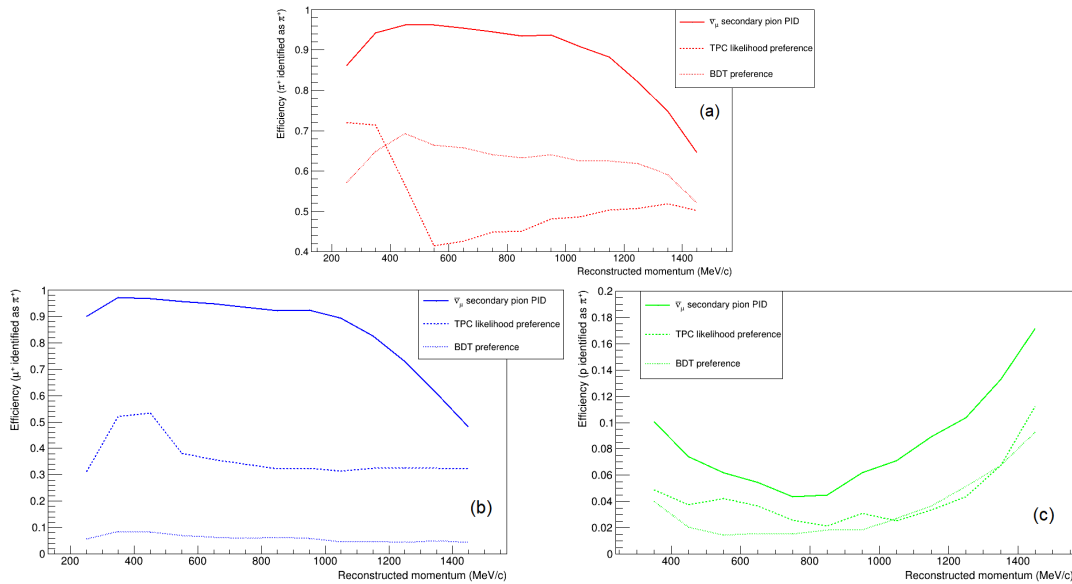 1
0.9
0.8
0.7
0.6
0.5
0.4
Efficiency (π⁺ identified as π⁺)
200 400 600 800 1000 1200 1400
Reconstructed momentum (MeV/c)
ν̅μ secondary pion PID
TPC likelihood preference
BDT preference
(a)
1
0.9
0.8
0.7
0.6
0.5
0.4
0.3
0.2
0.1
0
Efficiency (μ⁺ identified as π⁺)
200 400 600 800 1000 1200 1400
Reconstructed momentum (MeV/c)
ν̅μ secondary pion PID
TPC likelihood preference
BDT preference
(b)
0.2
0.18
0.16
0.14
0.12
0.1
0.08
0.06
0.04
0.02
0
Efficiency (p identified as π⁺)
400 600 800 1000 1200 1400
Reconstructed momentum (MeV/c)
ν̅μ secondary pion PID
TPC likelihood preference
BDT preference
(c)